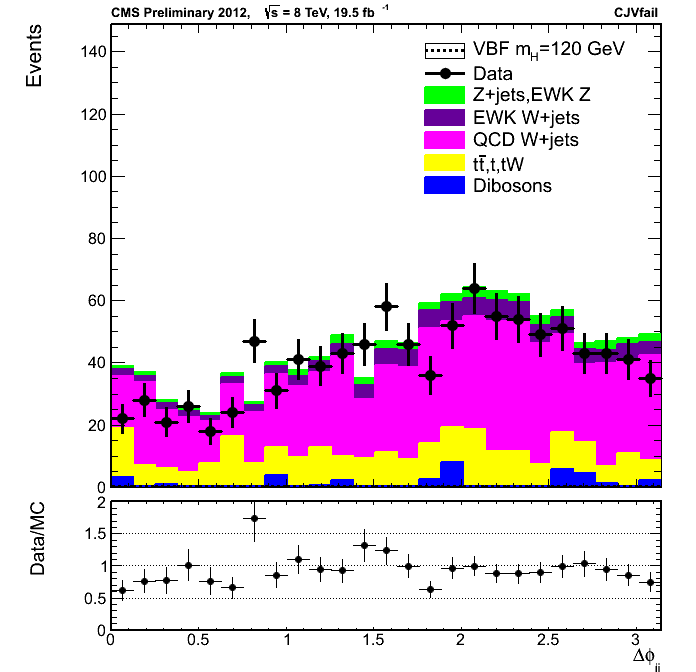 CMS Preliminary 2012, √s = 8 TeV, 19.5 fb⁻¹ CJVfail
Events
140
120
100
80
60
40
20
0
VBF m_H=120 GeV
Data
Z+jets,EWK Z
EWK W+jets
QCD W+jets
tt̄,t,tW
Dibosons
Data/MC
2
1.5
1
0.5
0
0 0.5 1 1.5 2 2.5 3
Δϕ_jj